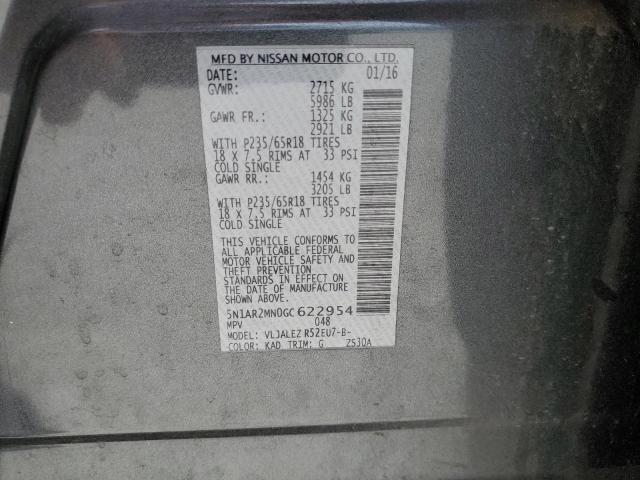 MFD BY NISSAN MOTOR CO., LTD.
DATE: 01/16
GVWR: 2715 KG
5986 LB
GAWR FR.: 1325 KG
2921 LB
WITH P235/65R18 TIRES
18 X 7.5 RIMS AT 33 PSI
COLD SINGLE
GAWR RR.: 1454 KG
3205 LB
WITH P235/65R18 TIRES
18 X 7.5 RIMS AT 33 PSI
COLD SINGLE
THIS VEHICLE CONFORMS TO
ALL APPLICABLE FEDERAL
MOTOR VEHICLE SAFETY AND
THEFT PREVENTION
STANDARDS IN EFFECT ON
THE DATE OF MANUFACTURE
SHOWN ABOVE.
5N1AR2MN0GC622954
MPV 048
MODEL: VLJALEZ R52EU7-B-
COLOR: KAD TRIM: G ZS30A